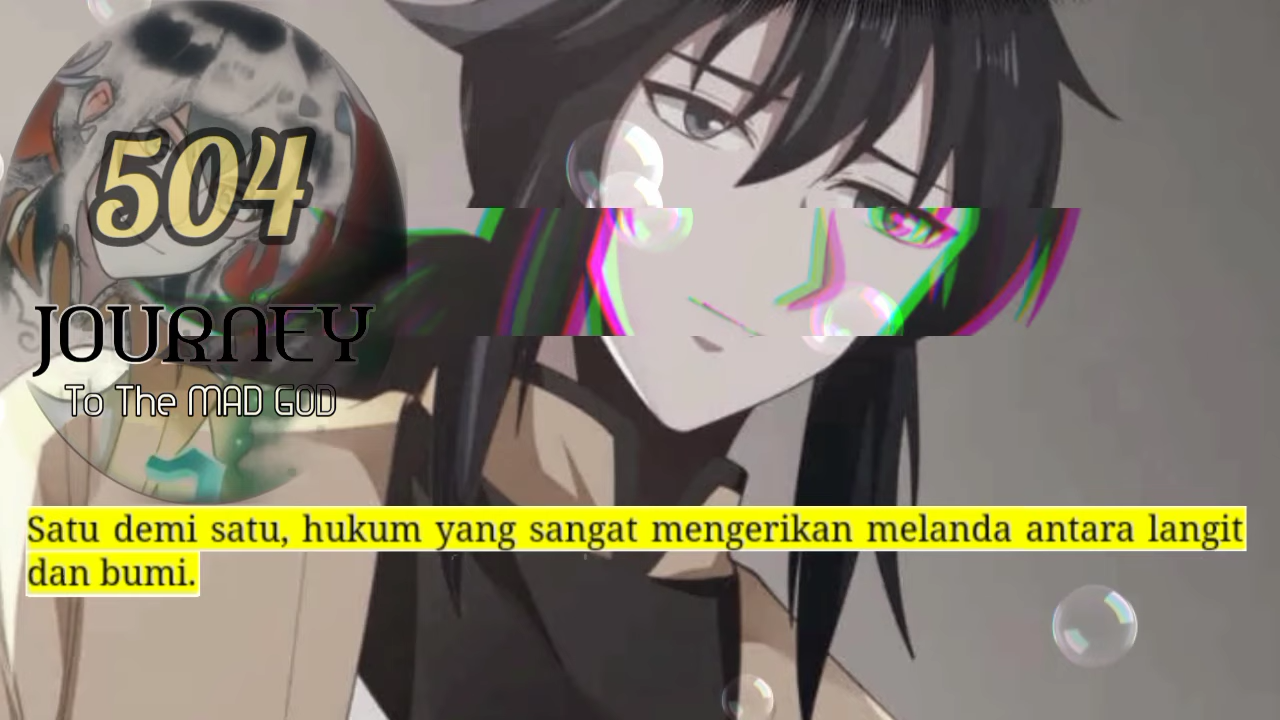 504
JOURNEY
To The MAD GOD
Satu demi satu, hukum yang sangat mengerikan melanda antara langit
dan bumi.